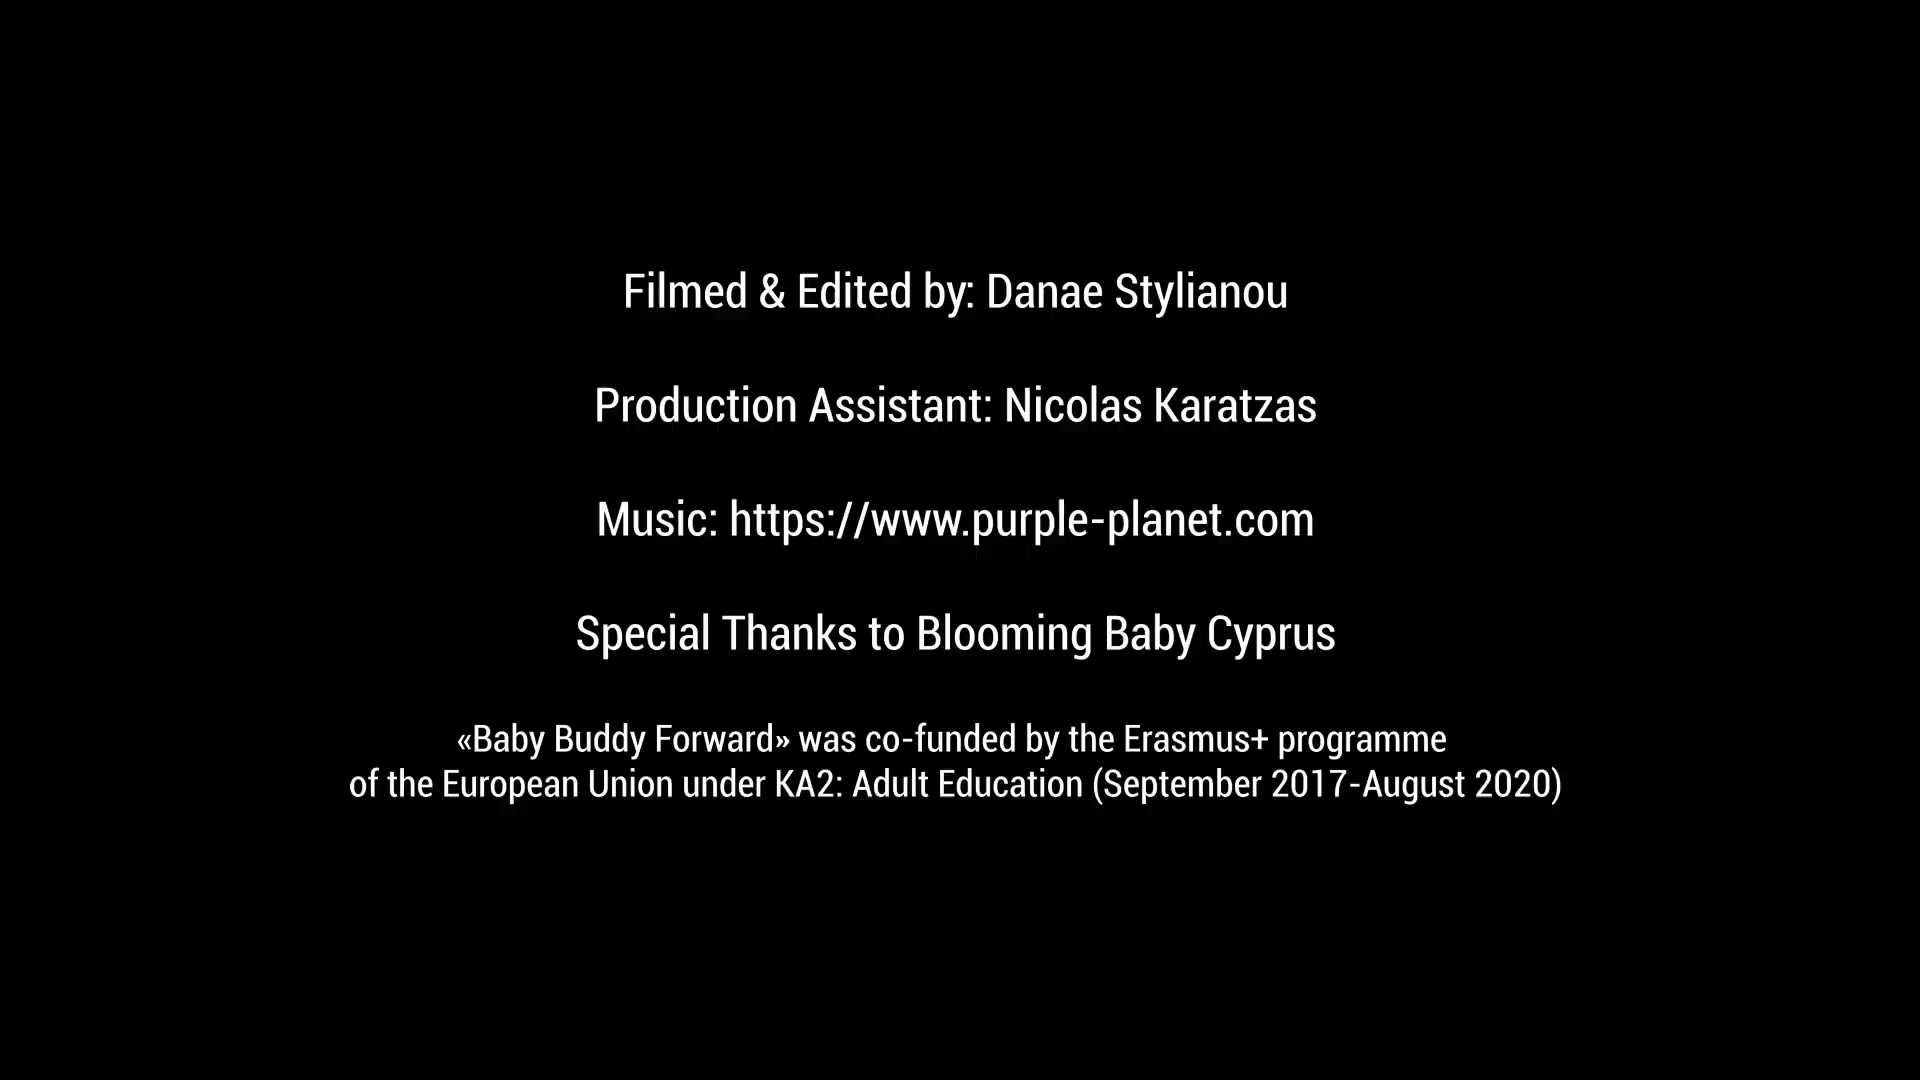 Filmed & Edited by: Danae Stylianou
Production Assistant: Nicolas Karatzas
Music: https://www.purple-planet.com
Special Thanks to Blooming Baby Cyprus
«Baby Buddy Forward» was co-funded by the Erasmus+ programme
of the European Union under KA2: Adult Education (September 2017-August 2020)